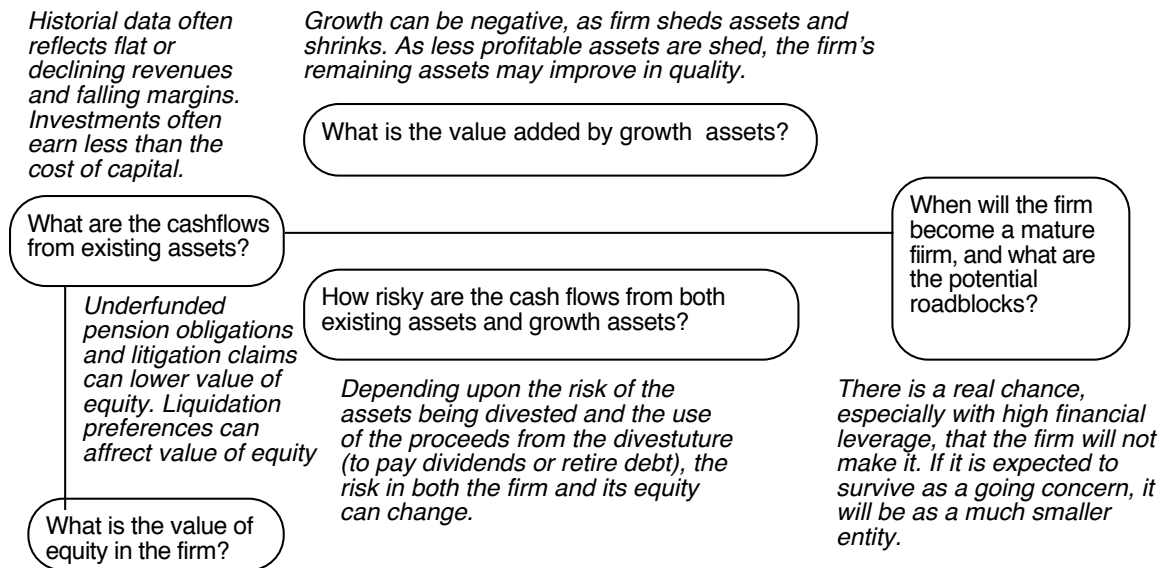 Historical data often
reflects flat or
declining revenues
and falling margins.
Investments often
earn less than the
cost of capital.
Growth can be negative, as firm sheds assets and
shrinks. As less profitable assets are shed, the firm's
remaining assets may improve in quality.
What is the value added by growth assets?
What are the cashflows
from existing assets?
When will the firm
become a mature
fiirm, and what are
the potential
roadblocks?
How risky are the cash flows from both
existing assets and growth assets?
Underfunded
pension obligations
and litigation claims
can lower value of
equity. Liquidation
preferences can
affrect value of equity
Depending upon the risk of the
assets being divested and the use
of the proceeds from the divestuture
(to pay dividends or retire debt), the
risk in both the firm and its equity
can change.
There is a real chance,
especially with high financial
leverage, that the firm will not
make it. If it is expected to
survive as a going concern, it
will be as a much smaller
entity.
What is the value of
equity in the firm?